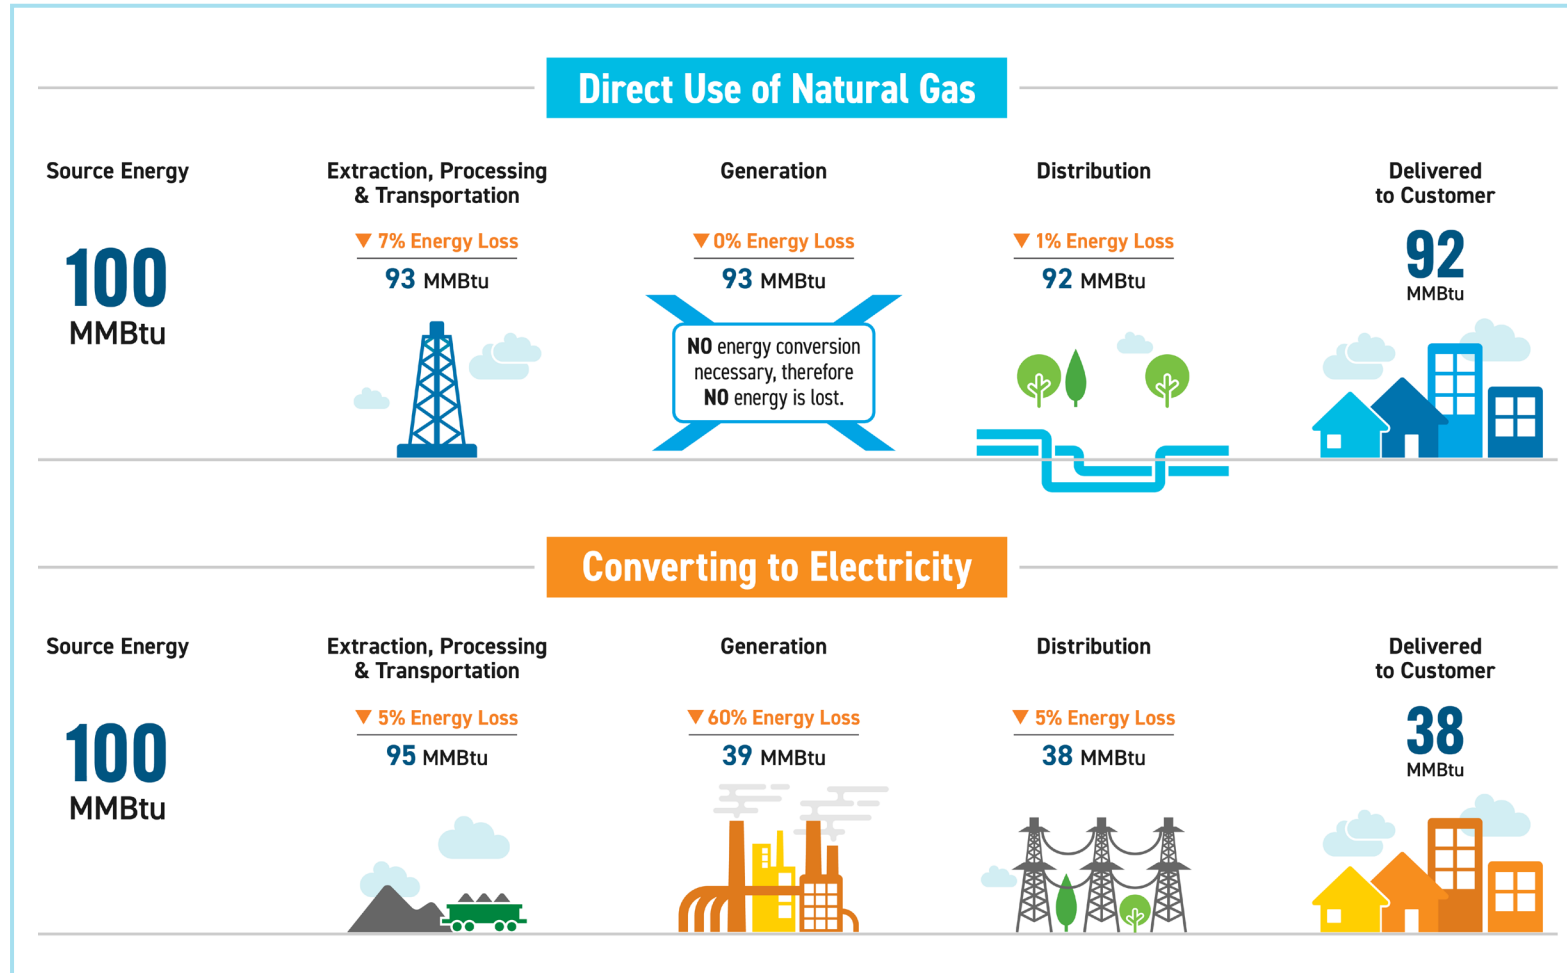 Direct Use of Natural Gas
Source Energy
100
MMBtu
Extraction, Processing
& Transportation
▼ 7% Energy Loss
93 MMBtu
Generation
▼ 0% Energy Loss
93 MMBtu
NO energy conversion
necessary, therefore
NO energy is lost.
Distribution
▼ 1% Energy Loss
92 MMBtu
Delivered
to Customer
92
MMBtu
Converting to Electricity
Source Energy
100
MMBtu
Extraction, Processing
& Transportation
▼ 5% Energy Loss
95 MMBtu
Generation
▼ 60% Energy Loss
39 MMBtu
Distribution
▼ 5% Energy Loss
38 MMBtu
Delivered
to Customer
38
MMBtu